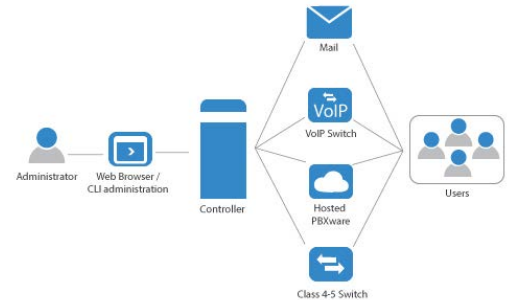 Mail
VoIP
VoIP Switch
Administrator
Web Browser /
CLI administration
Controller
Hosted
PBXware
Users
Class 4-5 Switch